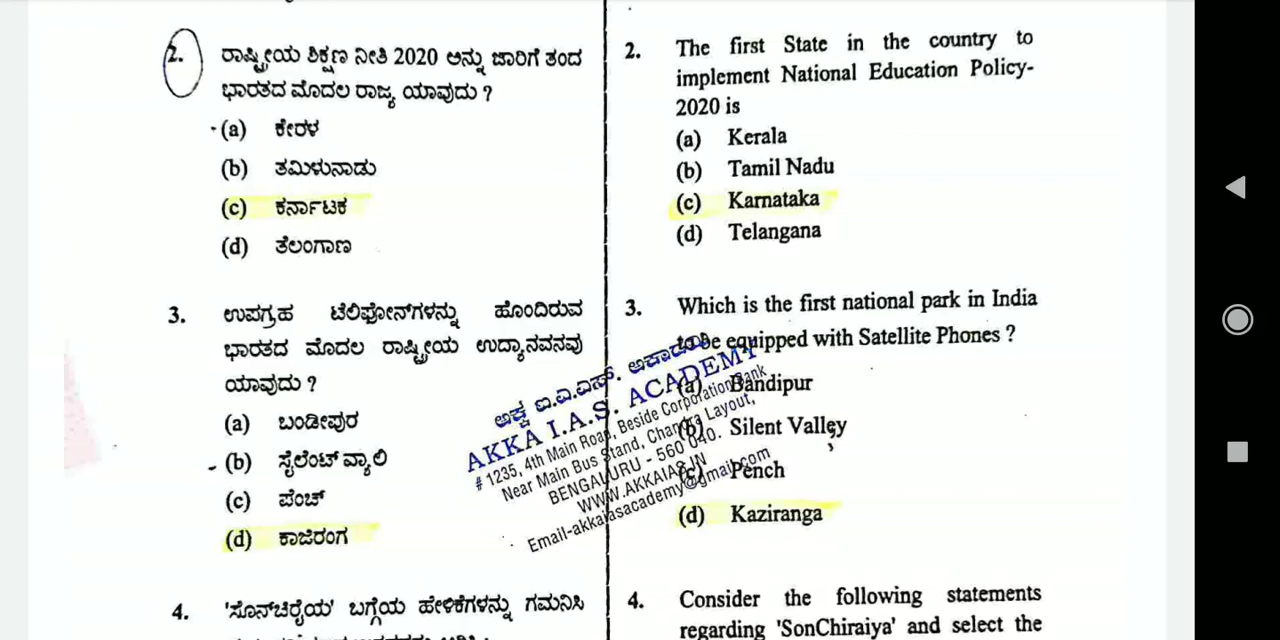 2. ರಾಷ್ಟ್ರೀಯ ಶಿಕ್ಷಣ ನೀತಿ 2020 ಅನ್ನು ಜಾರಿಗೆ ತಂದ
ಭಾರತದ ಮೊದಲ ರಾಜ್ಯ ಯಾವುದು ?
(a) ಕೇರಳ
(b) ತಮಿಳುನಾಡು
(c) ಕರ್ನಾಟಕ
(d) ತೆಲಂಗಾಣ
3. ಉಪಗ್ರಹ ಟೆಲಿಫೋನ್‌ಗಳನ್ನು ಹೊಂದಿರುವ
ಭಾರತದ ಮೊದಲ ರಾಷ್ಟ್ರೀಯ ಉದ್ಯಾನವನವು
ಯಾವುದು ?
(a) ಬಂಡೀಪುರ
(b) ಸೈಲೆಂಟ್ ವ್ಯಾಲಿ
(c) ಪೆಂಚ್
(d) ಕಾಜಿರಂಗ
4. 'ಸೊನ್‌ಚಿರೈಯ' ಬಗ್ಗೆಯ ಹೇಳಿಕೆಗಳನ್ನು ಗಮನಿಸಿ
2. The first State in the country to
implement National Education Policy-
2020 is
(a) Kerala
(b) Tamil Nadu
(c) Karnataka
(d) Telangana
3. Which is the first national park in India
to be equipped with Satellite Phones ?
(a) Bandipur
(b) Silent Valley
(c) Pench
(d) Kaziranga
4. Consider the following statements
regarding 'SonChiraiya' and select the
ಅಕ್ಕ ಐ.ಎ.ಎಸ್. ಅಕಾಡೆಮಿ
AKKA I.A.S. ACADEMY
# 1235, 4th Main Road, Beside Corporation Bank
Near Main Bus Stand, Chandra Layout,
BENGALURU - 560 040.
WWW.AKKAIAS.IN
Email-akkaiasacademy@gmail.com